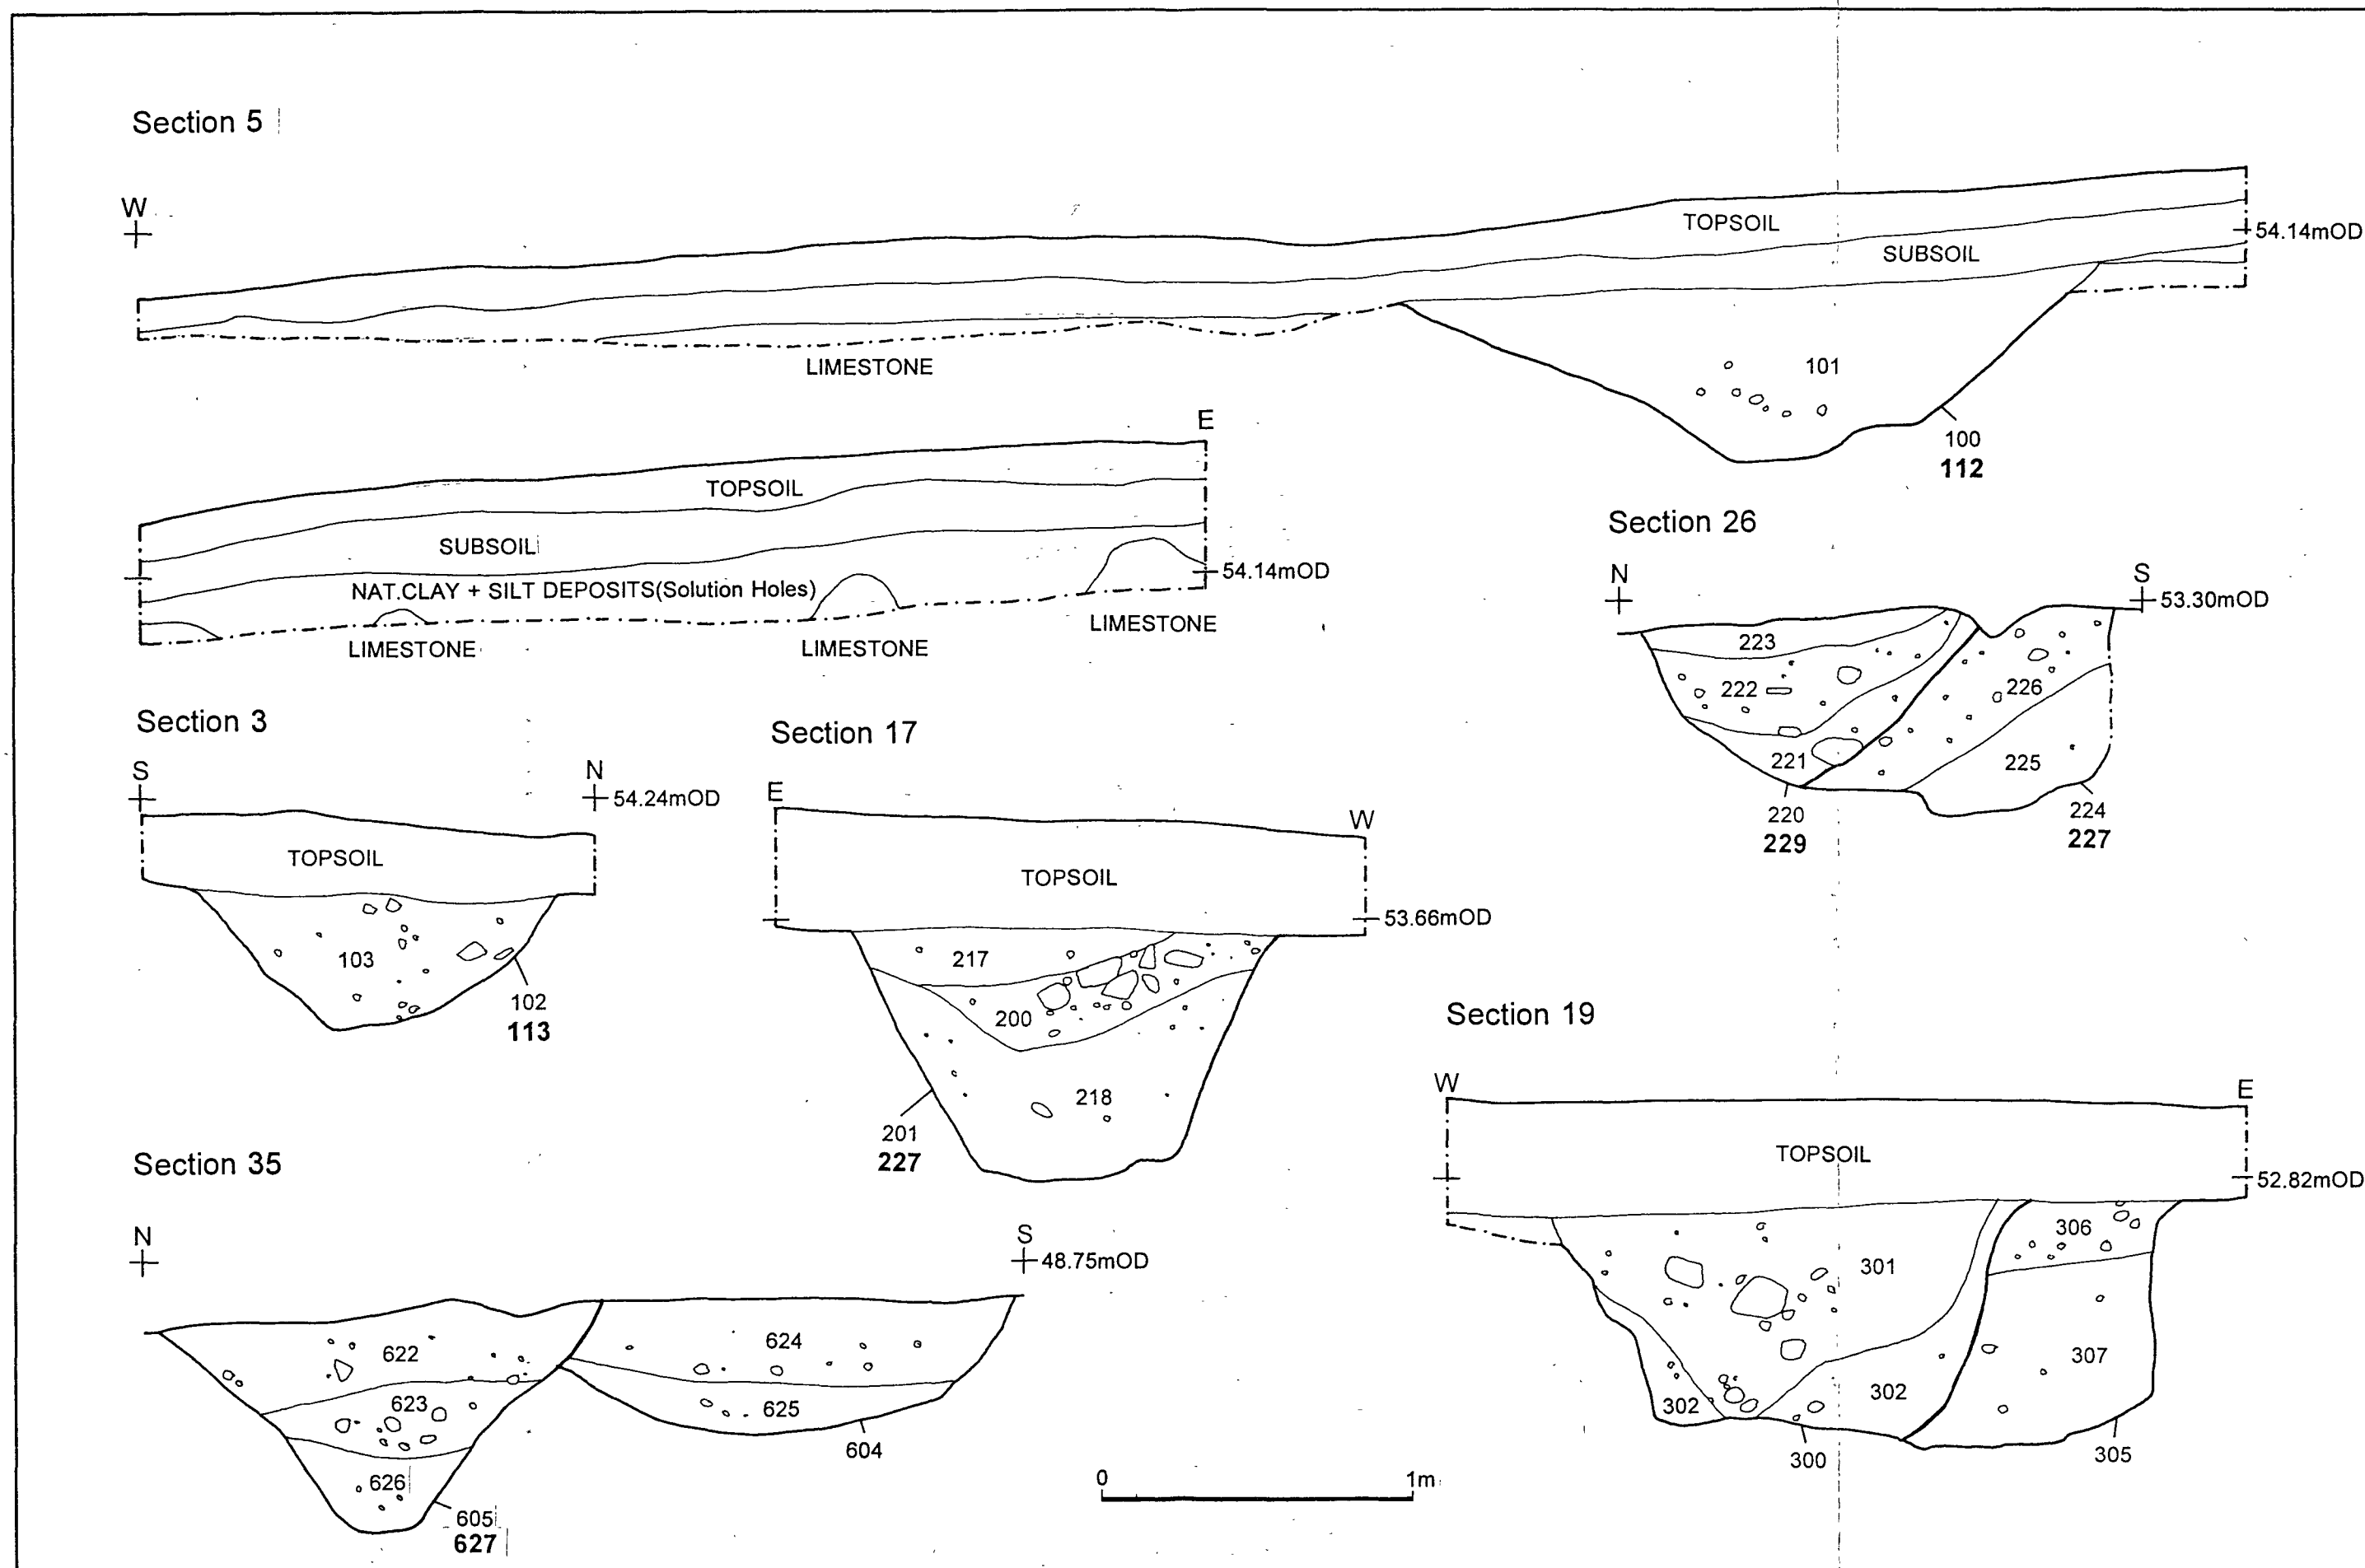 Section 5
W
TOPSOIL
54.14mOD
SUBSOIL
LIMESTONE
101
100
112
E
TOPSOIL
SUBSOIL
54.14mOD
NAT.CLAY + SILT DEPOSITS(Solution Holes)
LIMESTONE
LIMESTONE
LIMESTONE
Section 26
N
S
53.30mOD
223
222
226
221
225
220
229
224
227
Section 3
S
N
54.24mOD
TOPSOIL
103
102
113
Section 17
E
W
TOPSOIL
53.66mOD
217
200
218
201
227
Section 19
W
E
TOPSOIL
52.82mOD
306
301
307
302
302
300
305
Section 35
N
S
48.75mOD
622
624
623
625
626
604
605
627
0
1m